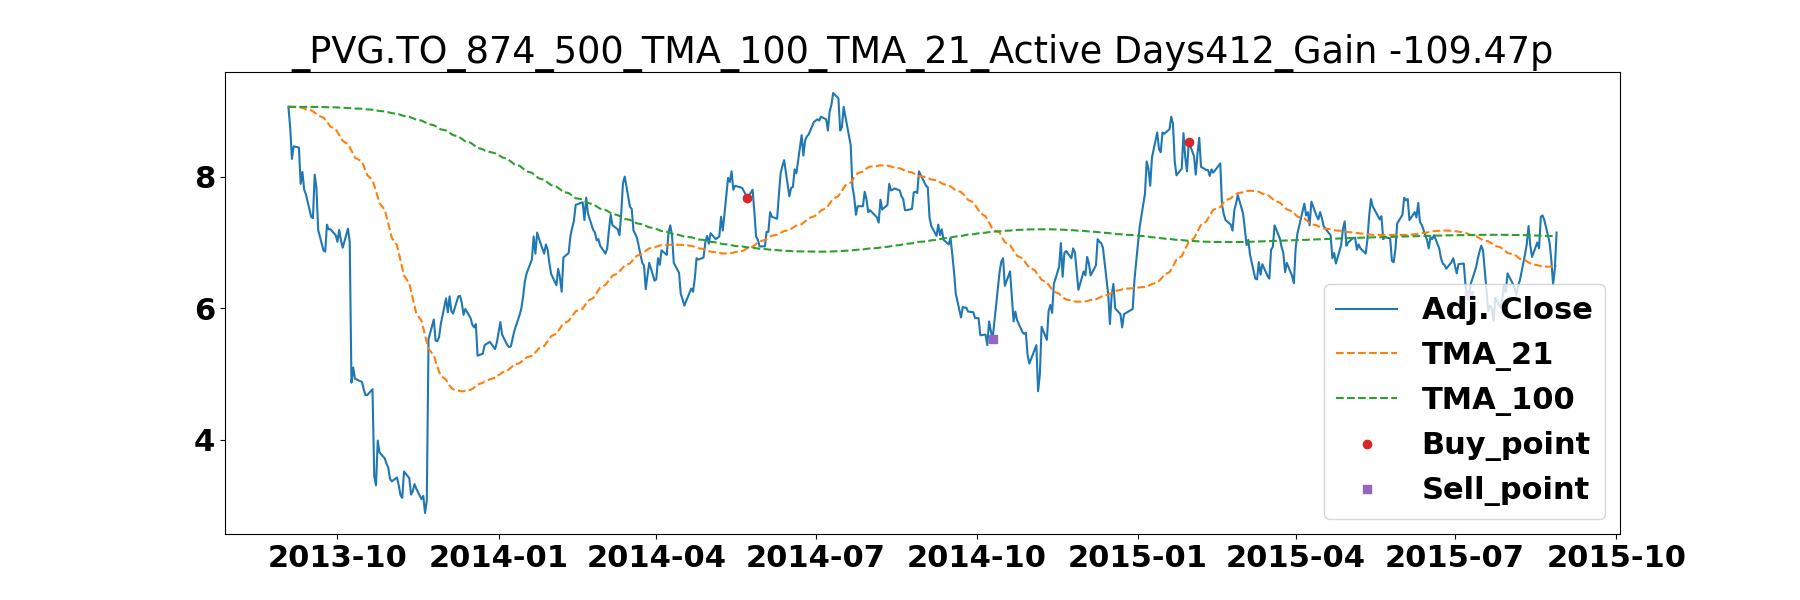 _PVG.TO_874_500_TMA_100_TMA_21_Active Days412_Gain -109.47p
8
6
4
Adj. Close
TMA_21
TMA_100
Buy_point
Sell_point
2013-10 2014-01 2014-04 2014-07 2014-10 2015-01 2015-04 2015-07 2015-10